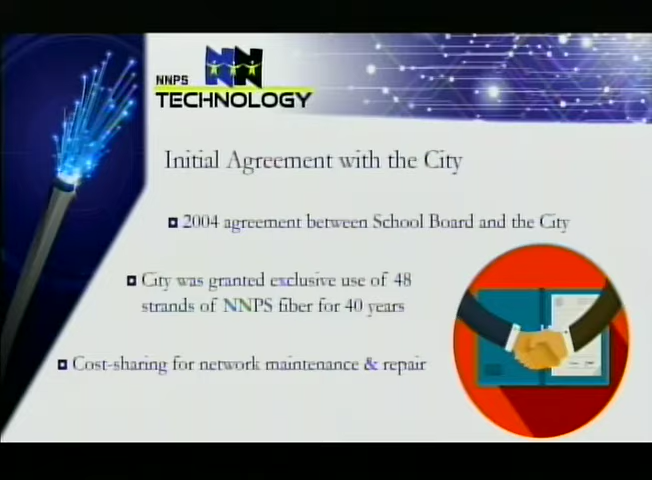 NNPS
TECHNOLOGY
Initial Agreement with the City
2004 agreement between School Board and the City
City was granted exclusive use of 48
strands of NNPS fiber for 40 years
Cost-sharing for network maintenance & repair